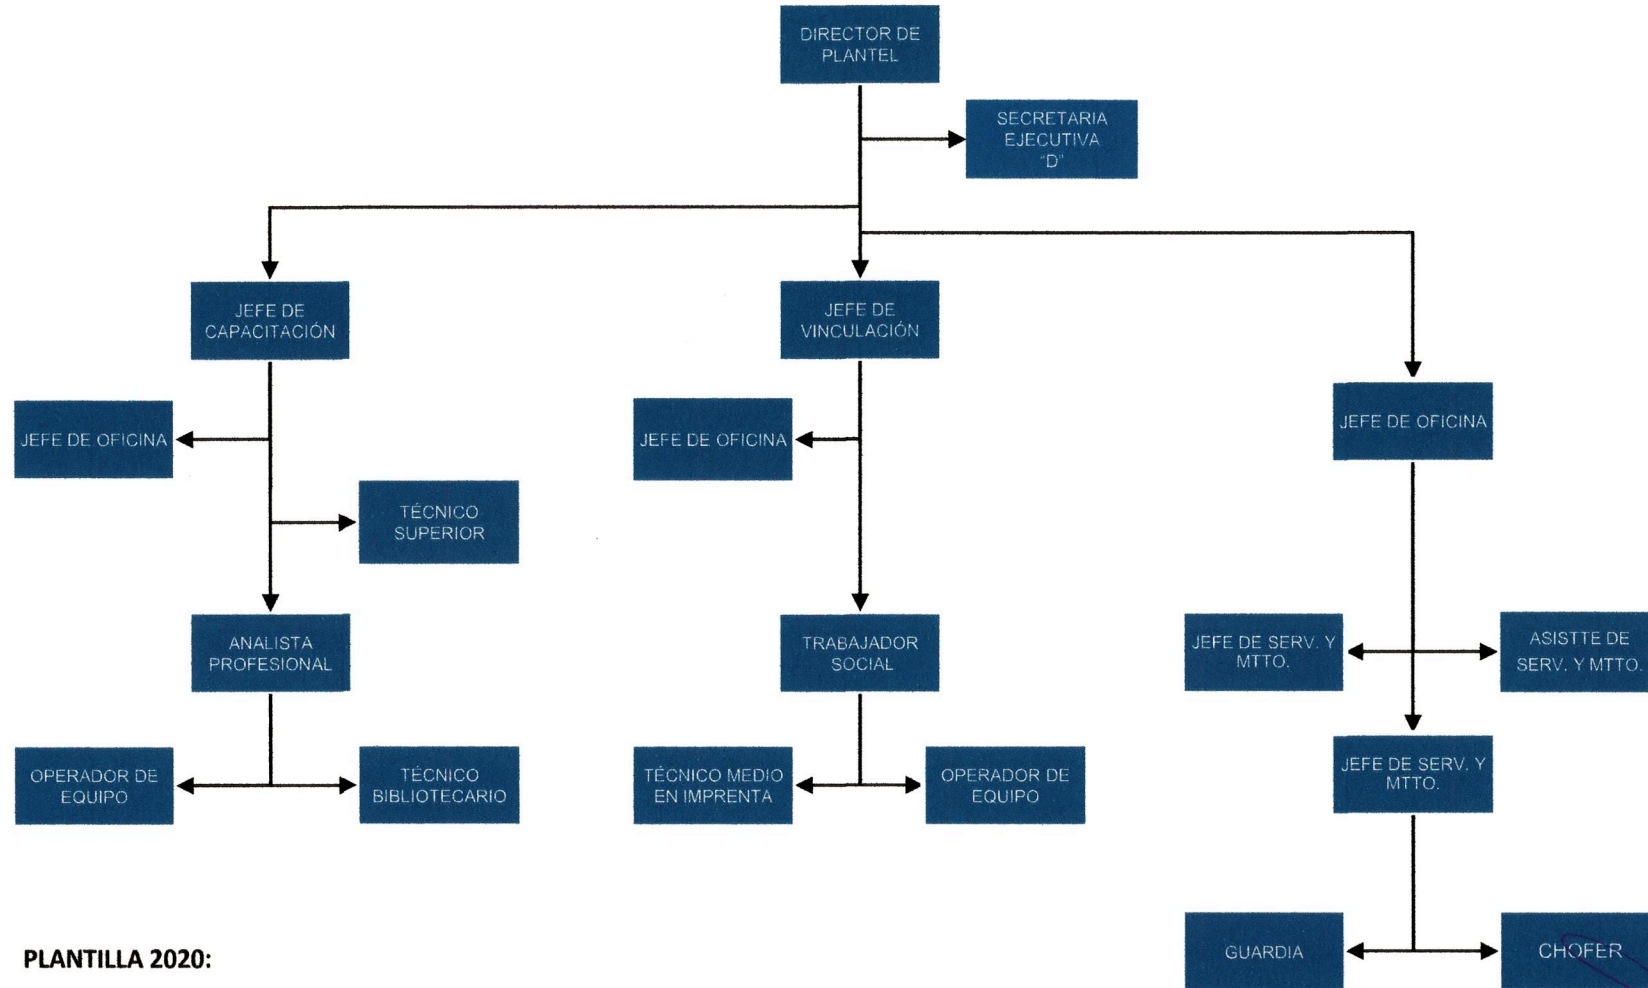 DIRECTOR DE
PLANTEL
SECRETARIA
EJECUTIVA
"D"
JEFE DE
CAPACITACIÓN
JEFE DE
VINCULACIÓN
JEFE DE OFICINA
JEFE DE OFICINA
JEFE DE OFICINA
TÉCNICO
SUPERIOR
ANALISTA
PROFESIONAL
TRABAJADOR
SOCIAL
JEFE DE SERV. Y
MTTO.
ASISTTE DE
SERV. Y MTTO.
OPERADOR DE
EQUIPO
TÉCNICO
BIBLIOTECARIO
TÉCNICO MEDIO
EN IMPRENTA
OPERADOR DE
EQUIPO
JEFE DE SERV. Y
MTTO.
GUARDIA
CHOFER
PLANTILLA 2020: